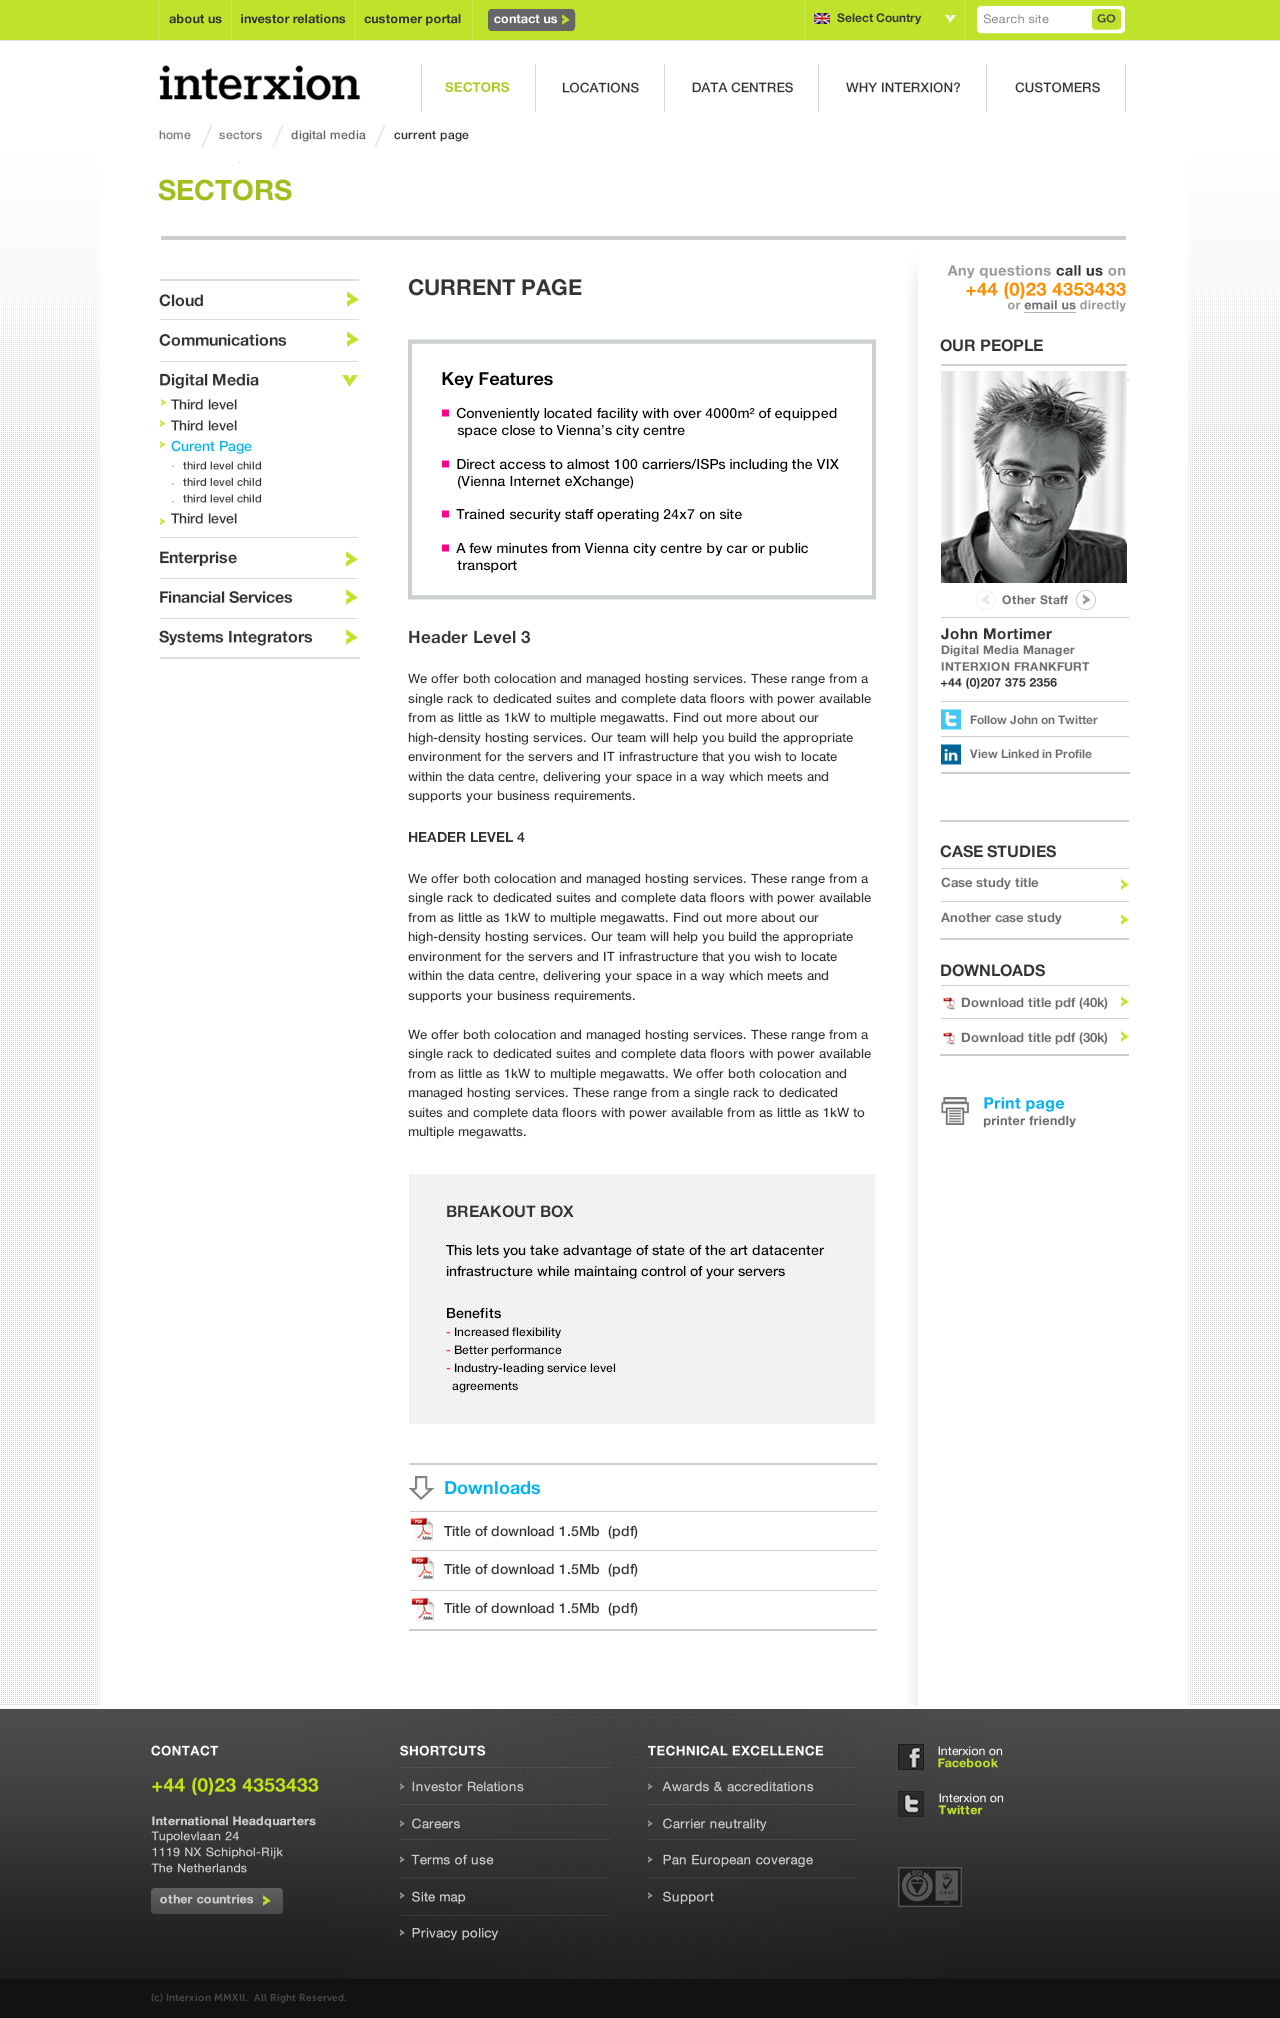 about us
investor relations
customer portal
contact us
Select Country
Search site
GO
interxion
SECTORS
LOCATIONS
DATA CENTRES
WHY INTERXION?
CUSTOMERS
home
sectors
digital media
current page
SECTORS
Cloud
Communications
Digital Media
Third level
Third level
Curent Page
third level child
third level child
third level child
Third level
Enterprise
Financial Services
Systems Integrators
CURRENT PAGE
Key Features
Conveniently located facility with over 4000m² of equipped
space close to Vienna's city centre
Direct access to almost 100 carriers/ISPs including the VIX
(Vienna Internet eXchange)
Trained security staff operating 24x7 on site
A few minutes from Vienna city centre by car or public
transport
Header Level 3
We offer both colocation and managed hosting services. These range from a
single rack to dedicated suites and complete data floors with power available
from as little as 1kW to multiple megawatts. Find out more about our
high-density hosting services. Our team will help you build the appropriate
environment for the servers and IT infrastructure that you wish to locate
within the data centre, delivering your space in a way which meets and
supports your business requirements.
HEADER LEVEL 4
We offer both colocation and managed hosting services. These range from a
single rack to dedicated suites and complete data floors with power available
from as little as 1kW to multiple megawatts. Find out more about our
high-density hosting services. Our team will help you build the appropriate
environment for the servers and IT infrastructure that you wish to locate
within the data centre, delivering your space in a way which meets and
supports your business requirements.
We offer both colocation and managed hosting services. These range from a
single rack to dedicated suites and complete data floors with power available
from as little as 1kW to multiple megawatts. We offer both colocation and
managed hosting services. These range from a single rack to dedicated
suites and complete data floors with power available from as little as 1kW to
multiple megawatts.
BREAKOUT BOX
This lets you take advantage of state of the art datacenter
infrastructure while maintaing control of your servers
Benefits
- Increased flexibility
- Better performance
- Industry-leading service level
agreements
Downloads
Title of download 1.5Mb (pdf)
Title of download 1.5Mb (pdf)
Title of download 1.5Mb (pdf)
Any questions call us on
+44 (0)23 4353433
or email us directly
OUR PEOPLE
Other Staff
John Mortimer
Digital Media Manager
INTERXION FRANKFURT
+44 (0)207 375 2356
Follow John on Twitter
View Linked in Profile
CASE STUDIES
Case study title
Another case study
DOWNLOADS
Download title pdf (40k)
Download title pdf (30k)
Print page
printer friendly
CONTACT
+44 (0)23 4353433
International Headquarters
Tupolevlaan 24
1119 NX Schiphol-Rijk
The Netherlands
other countries
SHORTCUTS
Investor Relations
Careers
Terms of use
Site map
Privacy policy
TECHNICAL EXCELLENCE
Awards & accreditations
Carrier neutrality
Pan European coverage
Support
Interxion on
Facebook
Interxion on
Twitter
(c) Interxion MMXII. All Right Reserved.